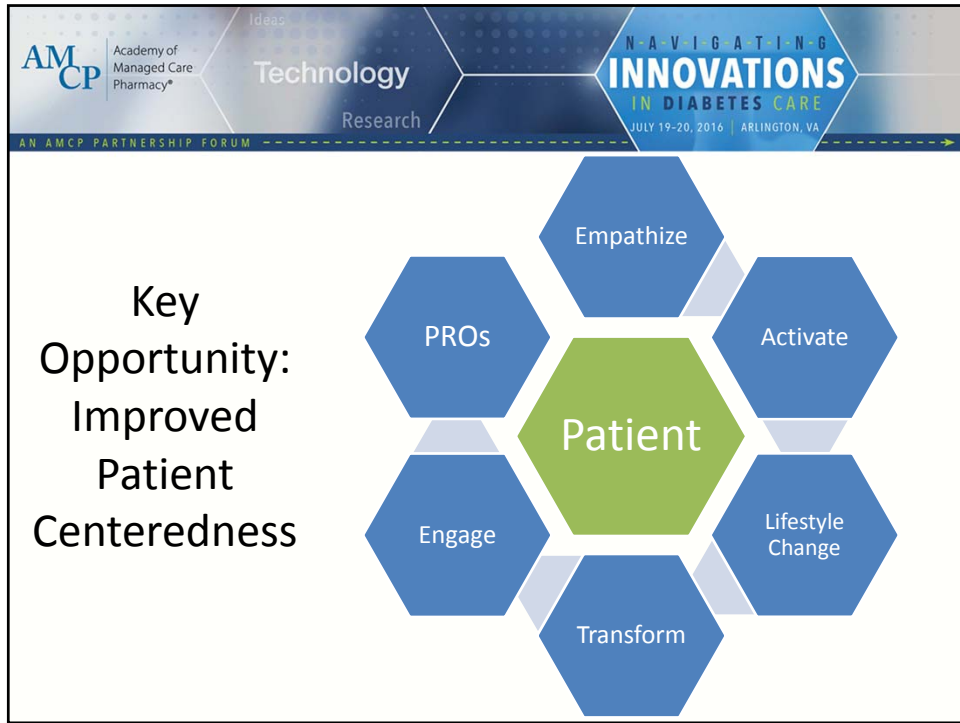 Ideas
AMCP
Academy of
Managed Care
Pharmacy®
Technology
Research
N-A-V-I-G-A-T-I-N-G
INNOVATIONS
IN DIABETES CARE
JULY 19–20, 2016 | ARLINGTON, VA
AN AMCP PARTNERSHIP FORUM
Key
Opportunity:
Improved
Patient
Centeredness
Empathize
PROs
Activate
Patient
Engage
Lifestyle
Change
Transform